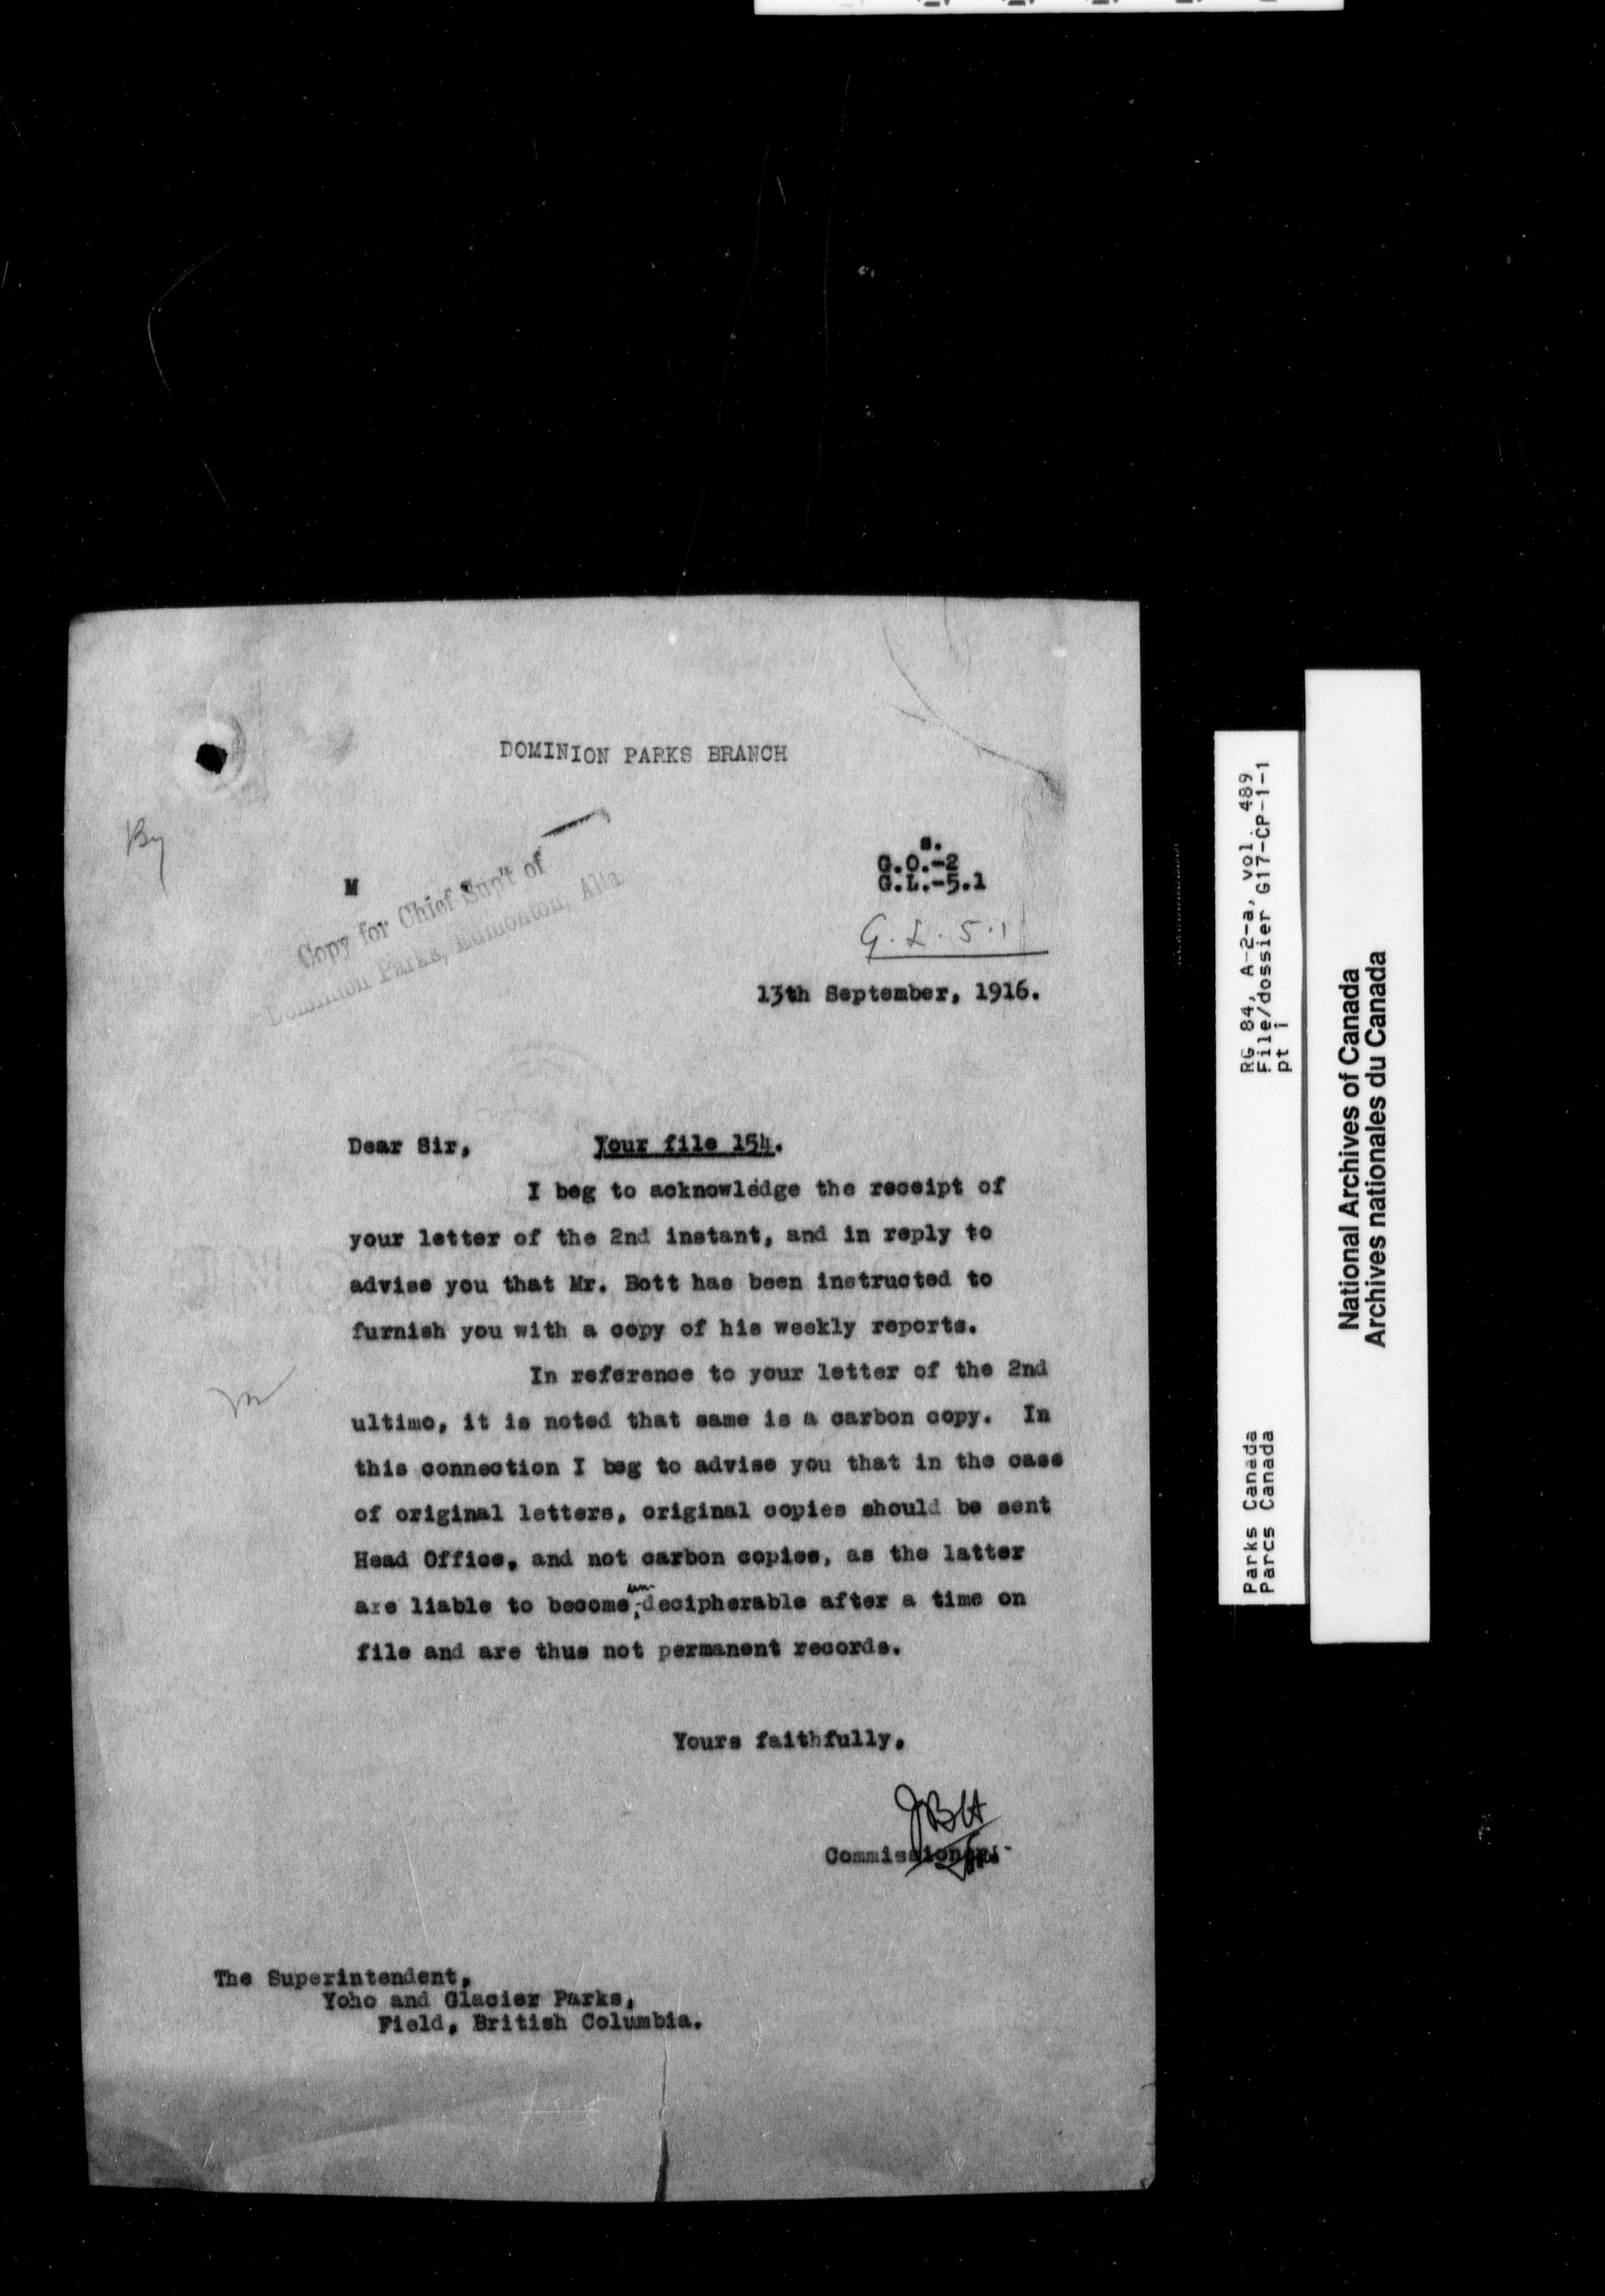 DOMINION PARKS BRANCH
By
s.
G.O.-2
G.L.-5.1
M
Copy for Chief Sup't of
Dominion Parks, Edmonton, Alta
G.L. 5.1
13th September, 1916.
Dear Sir, Your file 154.
I beg to acknowledge the receipt of
your letter of the 2nd instant, and in reply to
advise you that Mr. Bott has been instructed to
furnish you with a copy of his weekly reports.
In reference to your letter of the 2nd
ultimo, it is noted that same is a carbon copy. In
this connection I beg to advise you that in the case
of original letters, original copies should be sent
Head Office, and not carbon copies, as the latter
are liable to become un-decipherable after a time on
file and are thus not permanent records.
Yours faithfully,
JBH
Commissioner.
The Superintendent,
Yoho and Glacier Parks,
Field, British Columbia.
RG 84, A-2-a, vol. 489
File/dossier G17-CP-1-1
pt 1
Parks Canada
Parcs Canada
National Archives of Canada
Archives nationales du Canada